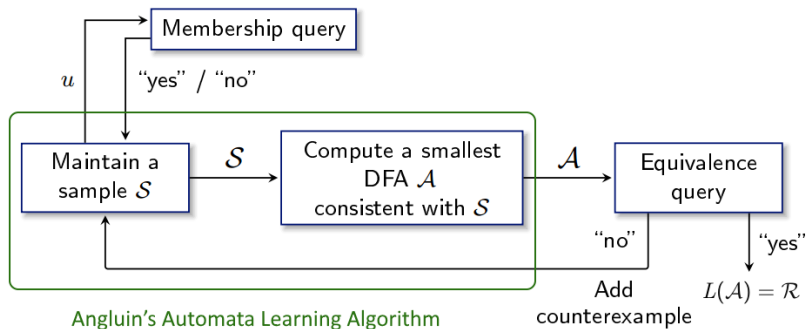 Membership query
u
“yes” / “no”
Maintain a
sample 𝒮
𝒮
Compute a smallest
DFA 𝒜
consistent with 𝒮
𝒜
Equivalence
query
“no”
“yes”
Add
counterexample
L(𝒜) = ℛ
Angluin's Automata Learning Algorithm